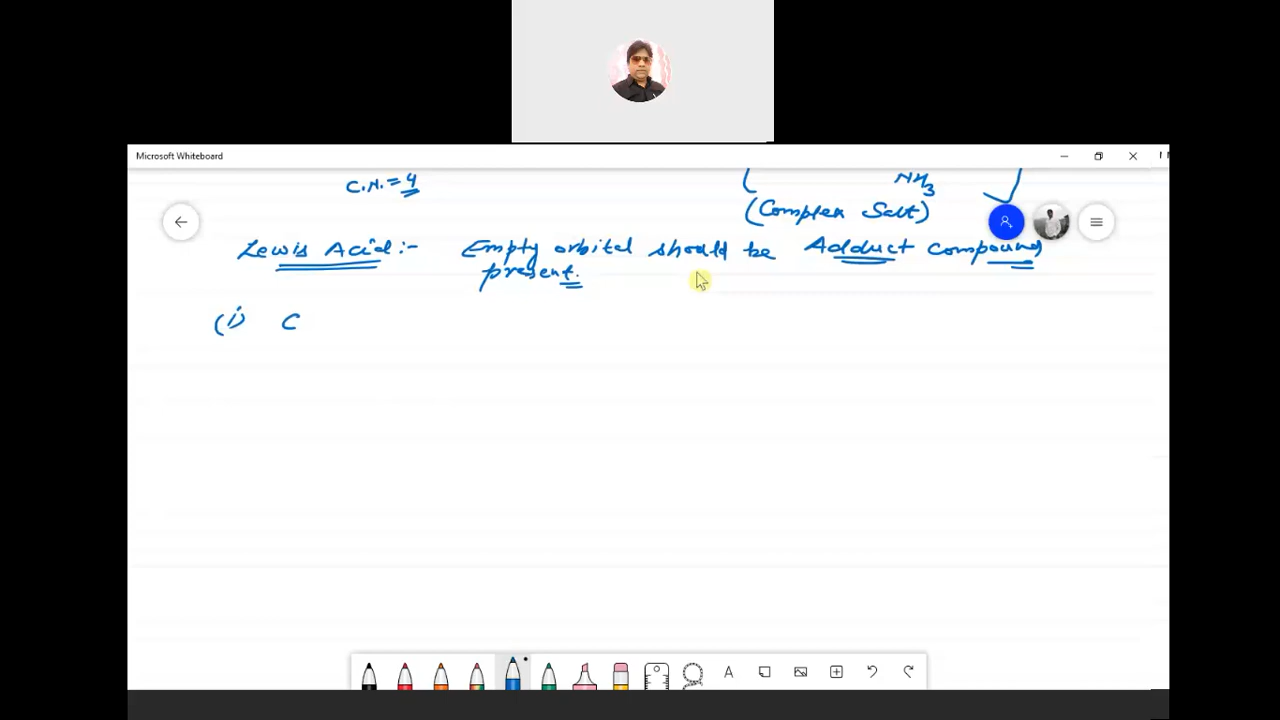 Microsoft Whiteboard
C.N. = 4
NH3
(Complex Salt)
Lewis Acid :- Empty orbital should be Adduct compound
present.
(i) C
A